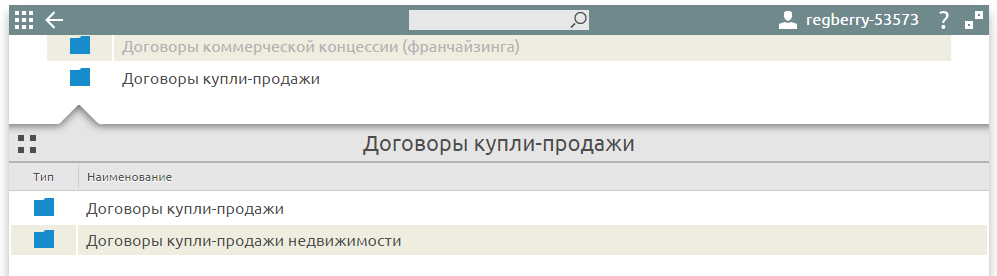 regberry-53573 ?
Договоры коммерческой концессии (франчайзинга)
Договоры купли-продажи
Договоры купли-продажи
Тип Наименование
Договоры купли-продажи
Договоры купли-продажи недвижимости